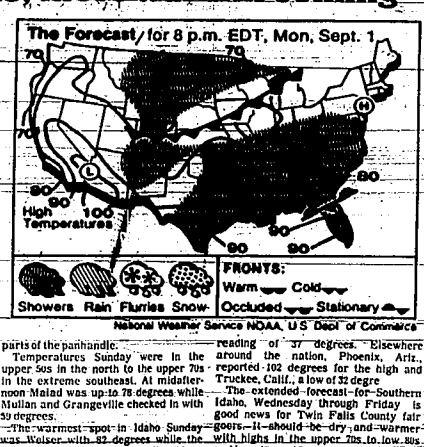 The Forecast/for 8 p.m. EDT, Mon, Sept. 1
70
70
70
80
90
100
High
Temperatures
L
H
80
90
90
90
FRONTS:
Warm Cold
Showers Rain Flurries Snow
Occluded Stationary
National Weather Service NOAA, U S Dept of Commerce
parts of the panhandle.
Temperatures Sunday were in the
upper 50s in the north to the upper 70s
in the extreme southeast. At midafter-
noon Malad was up to 78 degrees while
Mullan and Grangeville checked in with
59 degrees.
The warmest spot in Idaho Sunday
was Weiser with 82 degrees while the
reading of 37 degrees. Elsewhere
around the nation, Phoenix, Ariz.,
reported 102 degrees for the high and
Truckee, Calif., a low of 32 degre
The extended forecast for Southern
Idaho, Wednesday through Friday is
good news for Twin Falls County fair
goers. It should be dry and warmer
with highs in the upper 70s to low 80s